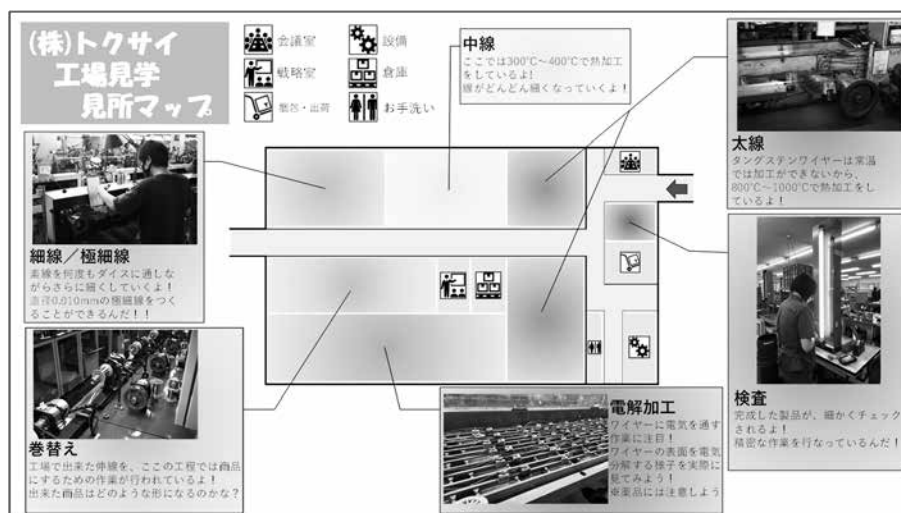 (株)トクサイ
工場見学
見所マップ
会議室
設備
戦略室
倉庫
梱包・出荷
お手洗い
中線
ここでは300℃〜400℃で熱加工
をしているよ!
線がどんどん細くなっていくよ!
太線
タングステンワイヤーは常温
では加工ができないから、
800℃〜1000℃で熱加工をし
ているよ!
細線／極細線
素線を何度もダイスに通しな
がらさらに細くしていくよ!
直径0.010mmの極細線をつく
ることができるんだ!!
巻替え
工場で出来た伸線を、ここの工程では商品
にするための作業が行われているよ!
出来た商品はどのような形になるのかな?
電解加工
ワイヤーに電気を通す
作業に注目!
ワイヤーの表面を電気
分解する様子を実際に
見てみよう!
※薬品には注意しよう
検査
完成した製品が、細かくチェック
されるよ!
精密な作業を行なっているんだ!